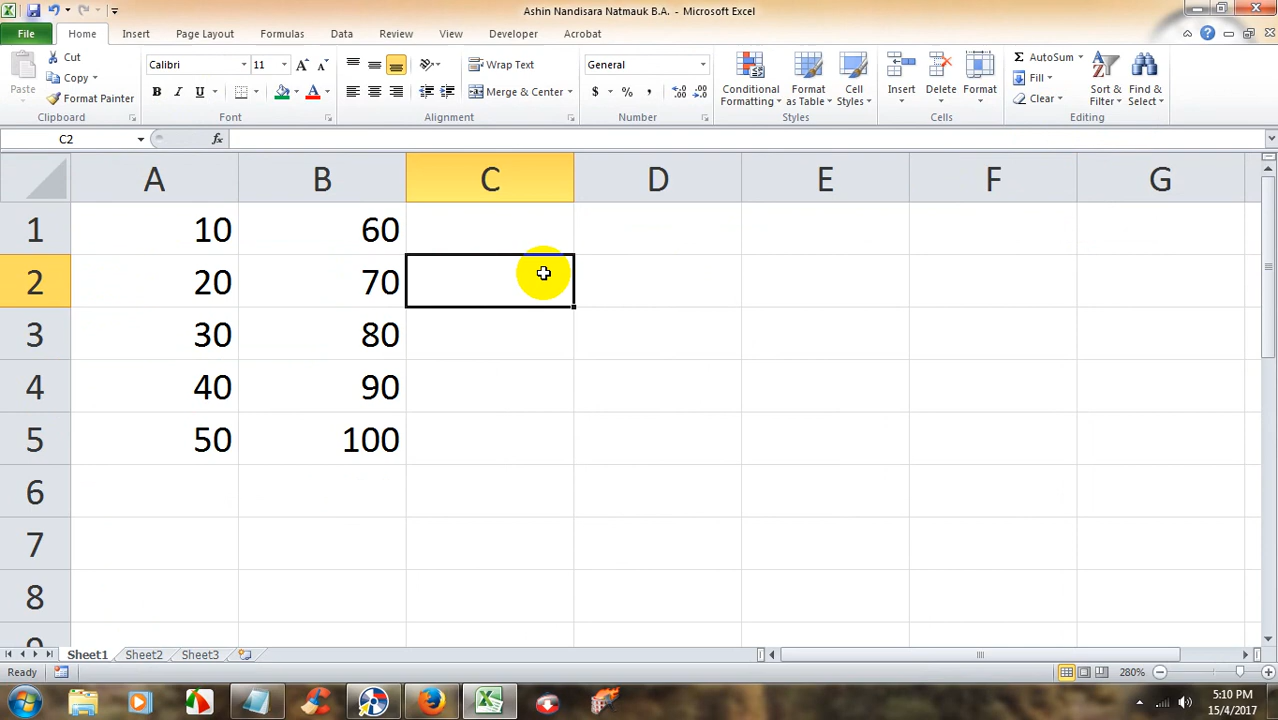 Ashin Nandisara Natmauk B.A. - Microsoft Excel
File Home Insert Page Layout Formulas Data Review View Developer Acrobat
Paste
Cut
Copy
Format Painter
Clipboard
Calibri 11
B I U
Font
Wrap Text
Merge & Center
Alignment
General
$ % ,
Number
Conditional Formatting
Format as Table
Cell Styles
Styles
Insert
Delete
Format
Cells
Σ AutoSum
Fill
Clear
Sort & Filter
Find & Select
Editing
C2 fx
A B C D E F G
1 10 60
2 20 70
3 30 80
4 40 90
5 50 100
6
7
8
Sheet1 Sheet2 Sheet3
Ready 280%
5:10 PM
15/4/2017